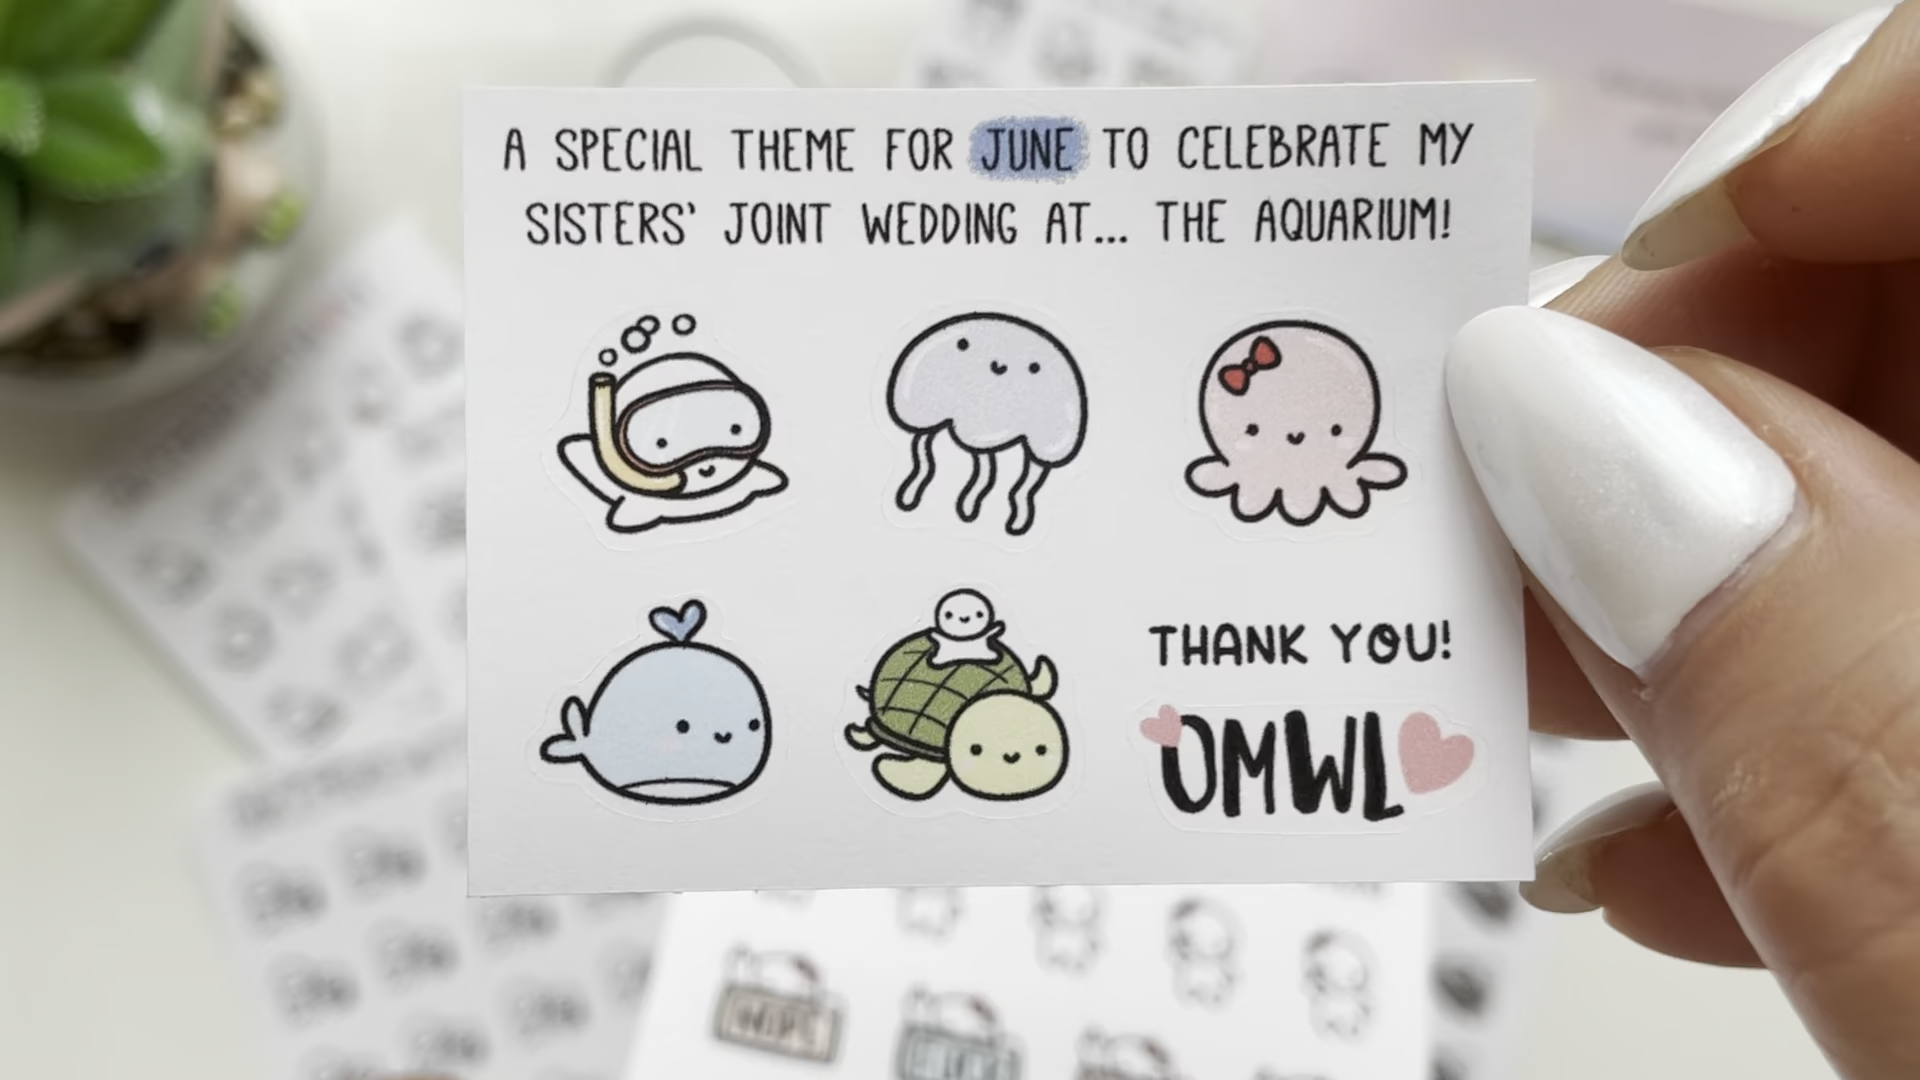 A SPECIAL THEME FOR JUNE TO CELEBRATE MY
SISTERS' JOINT WEDDING AT... THE AQUARIUM!
THANK YOU!
OMWL